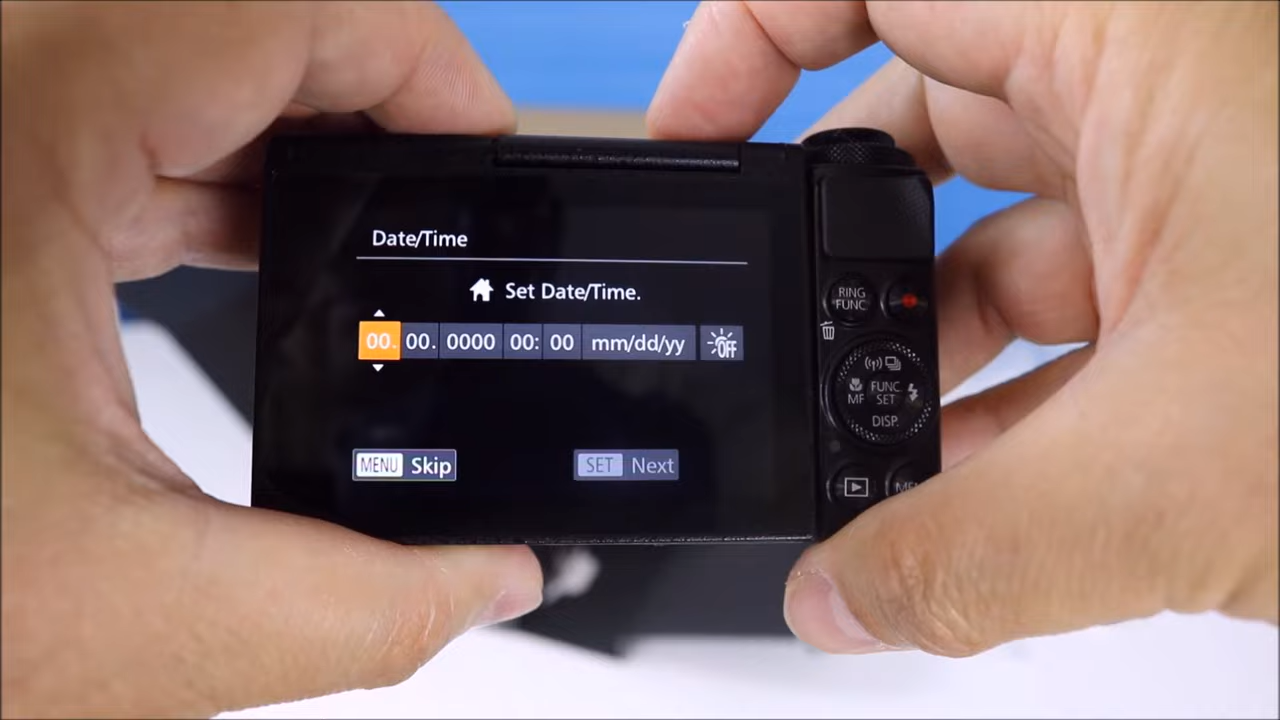 Date/Time
Set Date/Time.
00. 00. 0000 00: 00 mm/dd/yy OFF
MENU Skip SET Next
RING
FUNC
MF FUNC.
SET
DISP.